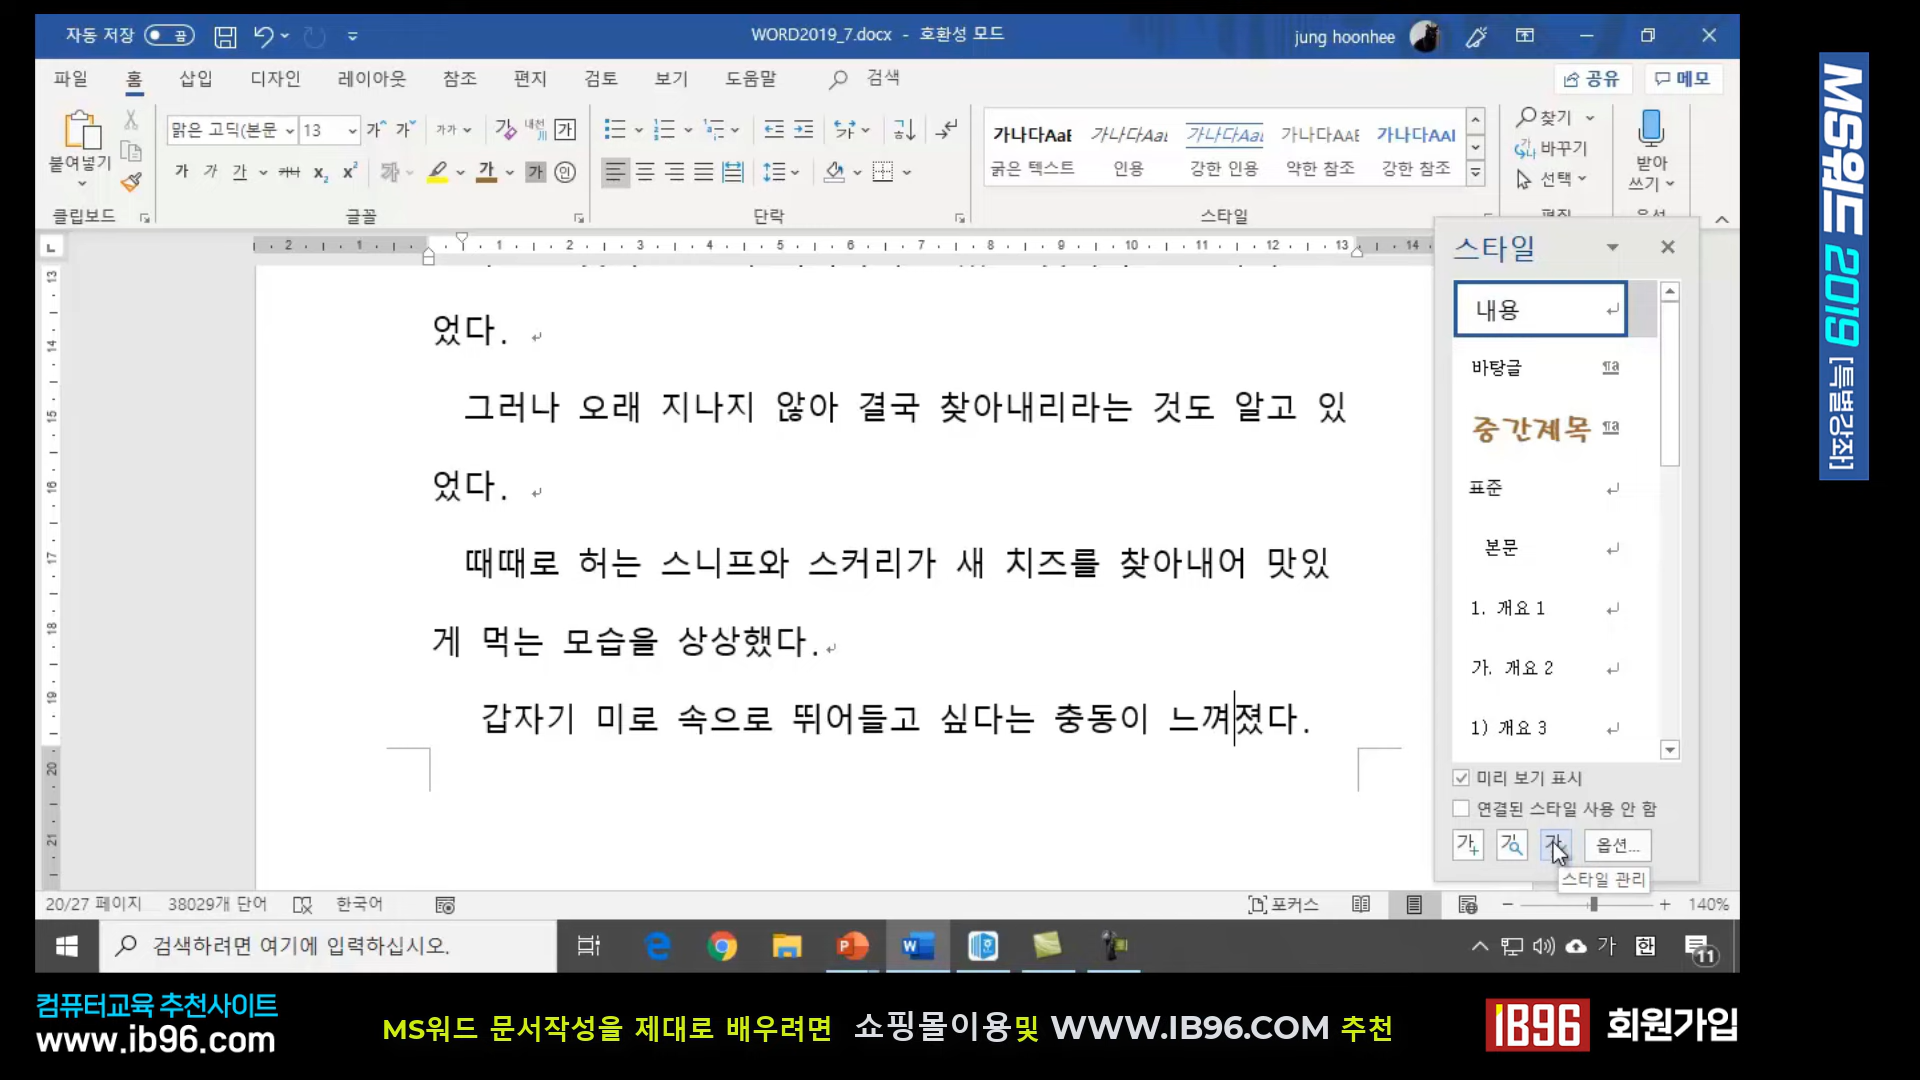 자동 저장 끔
WORD2019_7.docx - 호환성 모드
jung hoonhee
파일 홈 삽입 디자인 레이아웃 참조 편지 검토 보기 도움말 검색
공유 메모
붙여넣기
맑은 고딕(본문 13
가나다AaB 가나다AaB 가나다AaB
굵은 텍스트 인용 강한 인용 약한 참조 강한 참조
찾기
바꾸기
선택
받아
쓰기
클립보드 글꼴 단락 스타일
었다.
그러나 오래 지나지 않아 결국 찾아내리라는 것도 알고 있
었다.
때때로 허는 스니프와 스커리가 새 치즈를 찾아내어 맛있
게 먹는 모습을 상상했다.
갑자기 미로 속으로 뛰어들고 싶다는 충동이 느껴졌다.
스타일
내용
바탕글
중간제목
표준
본문
1. 개요 1
가. 개요 2
1) 개요 3
미리 보기 표시
연결된 스타일 사용 안 함
옵션...
스타일 관리
20/27 페이지 38029개 단어 한국어
포커스
140%
검색하려면 여기에 입력하십시오.
가 한 11
MS워드 2019 [특별강좌]
컴퓨터교육 추천사이트
www.ib96.com
MS워드 문서작성을 제대로 배우려면 쇼핑몰이용및 WWW.IB96.COM 추천
IB96 회원가입